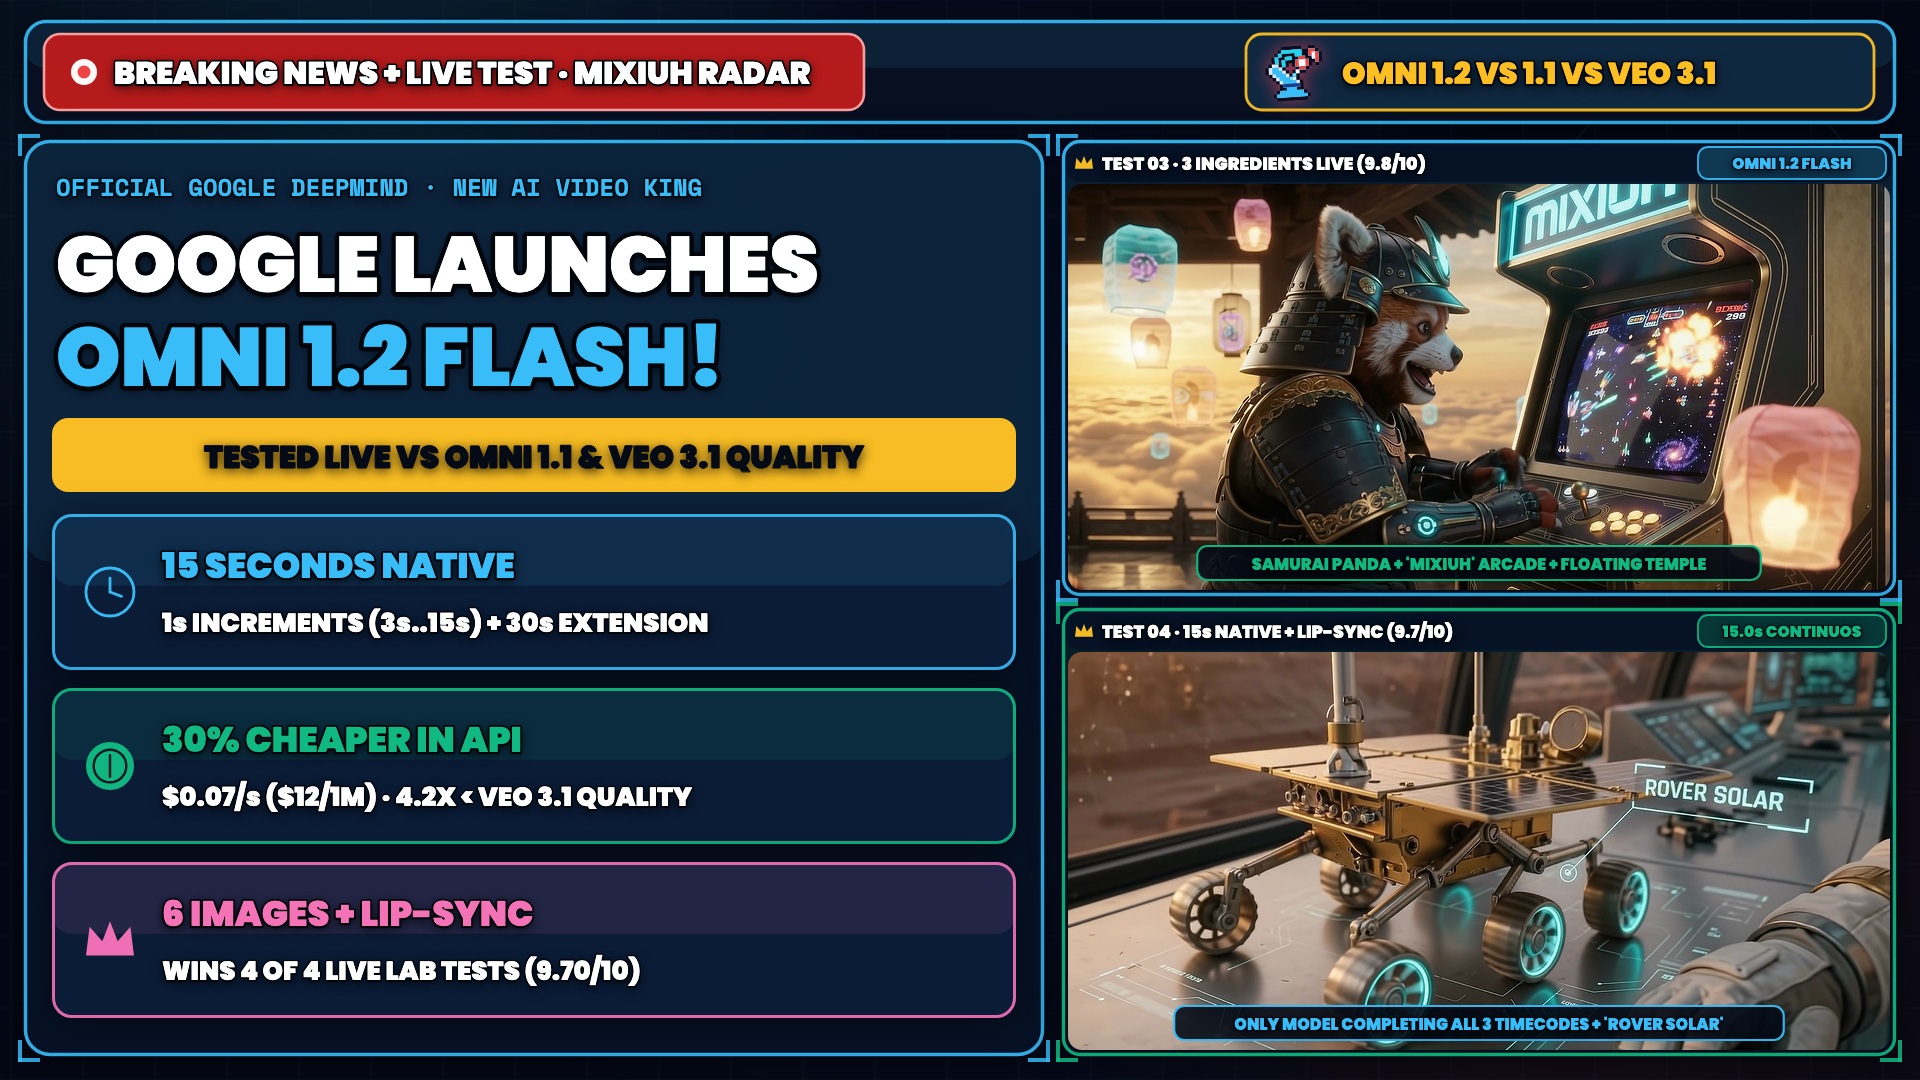 BREAKING NEWS + LIVE TEST · MIXIUH RADAR
OMNI 1.2 VS 1.1 VS VEO 3.1
OFFICIAL GOOGLE DEEPMIND · NEW AI VIDEO KING
GOOGLE LAUNCHES
OMNI 1.2 FLASH!
TESTED LIVE VS OMNI 1.1 & VEO 3.1 QUALITY
15 SECONDS NATIVE
1s INCREMENTS (3s..15s) + 30s EXTENSION
30% CHEAPER IN API
$0.07/s ($12/1M) · 4.2X < VEO 3.1 QUALITY
6 IMAGES + LIP-SYNC
WINS 4 OF 4 LIVE LAB TESTS (9.70/10)
TEST 03 · 3 INGREDIENTS LIVE (9.8/10)
OMNI 1.2 FLASH
MIXIUH
299
SAMURAI PANDA + 'MIXIUH' ARCADE + FLOATING TEMPLE
TEST 04 · 15s NATIVE + LIP-SYNC (9.7/10)
15.0s CONTINUOS
ROVER SOLAR
ONLY MODEL COMPLETING ALL 3 TIMECODES + 'ROVER SOLAR'